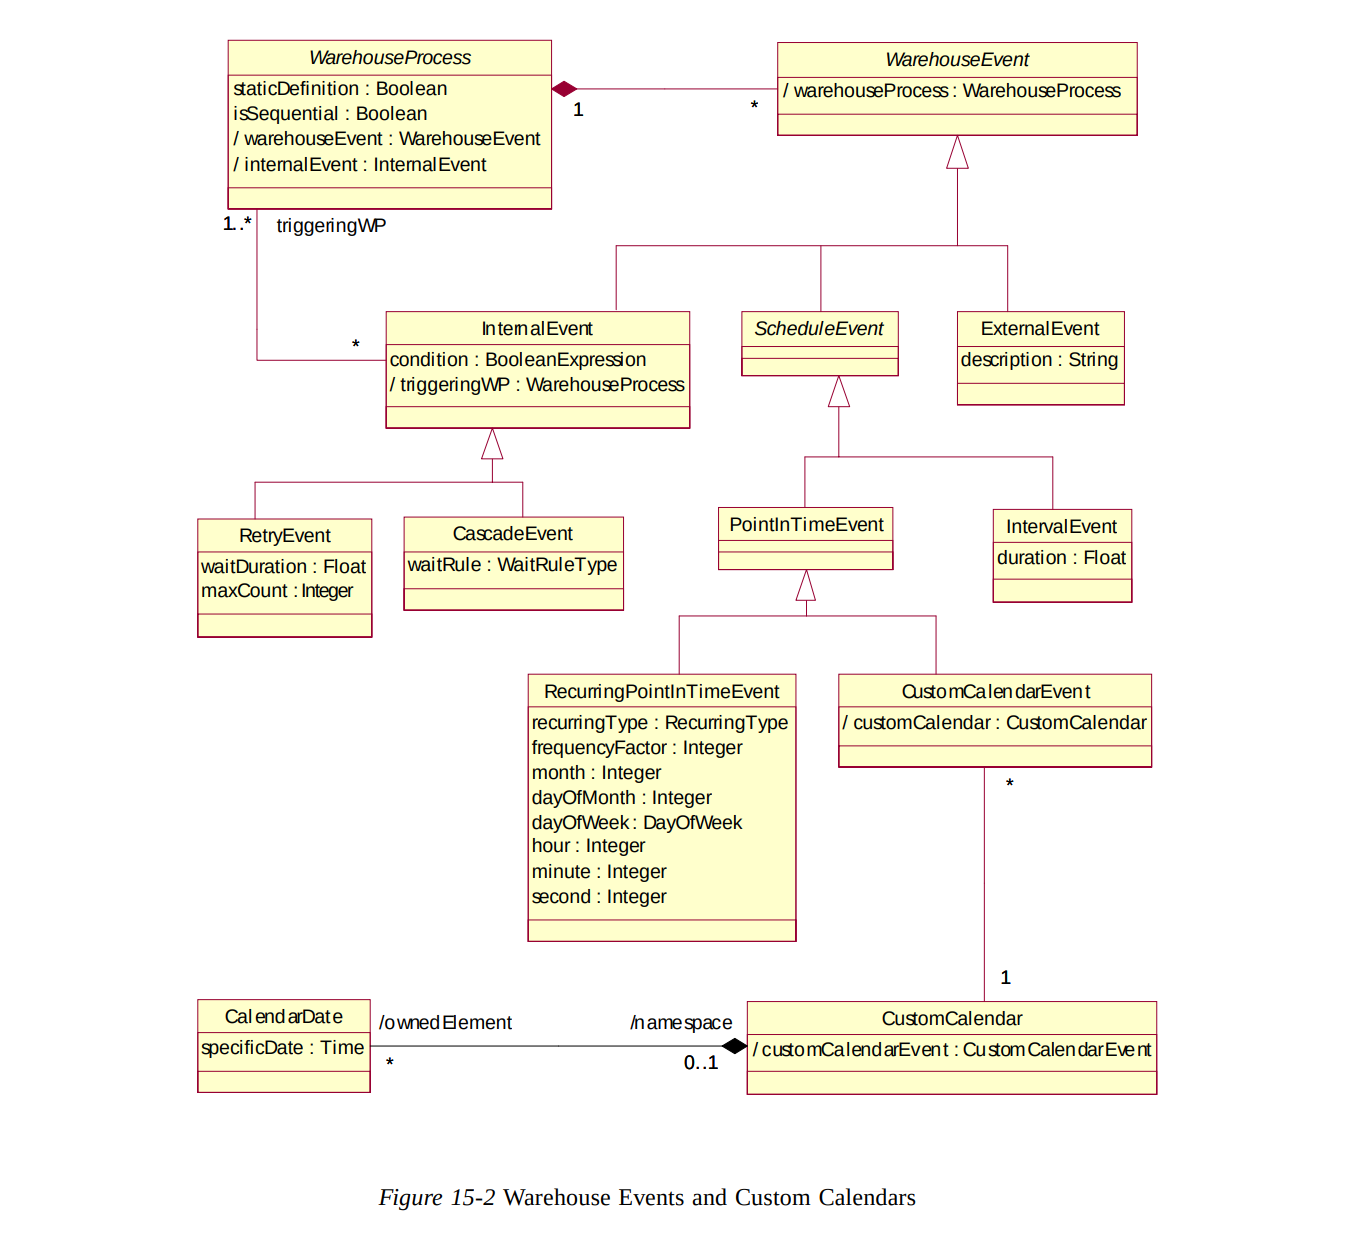 WarehouseProcess
staticDefinition : Boolean
isSequential : Boolean
/ warehouseEvent : WarehouseEvent
/ internalEvent : InternalEvent
1
*
WarehouseEvent
/ warehouseProcess : WarehouseProcess
1..*
triggeringWP
*
InternalEvent
condition : BooleanExpression
/ triggeringWP : WarehouseProcess
ScheduleEvent
ExternalEvent
description : String
RetryEvent
waitDuration : Float
maxCount : Integer
CascadeEvent
waitRule : WaitRuleType
PointInTimeEvent
IntervalEvent
duration : Float
RecurringPointInTimeEvent
recurringType : RecurringType
frequencyFactor : Integer
month : Integer
dayOfMonth : Integer
dayOfWeek : DayOfWeek
hour : Integer
minute : Integer
second : Integer
CustomCalendarEvent
/ customCalendar : CustomCalendar
*
1
CalendarDate
specificDate : Time
/ownedElement
*
/namespace
0..1
CustomCalendar
/ customCalendarEvent : CustomCalendarEvent
Figure 15-2 Warehouse Events and Custom Calendars